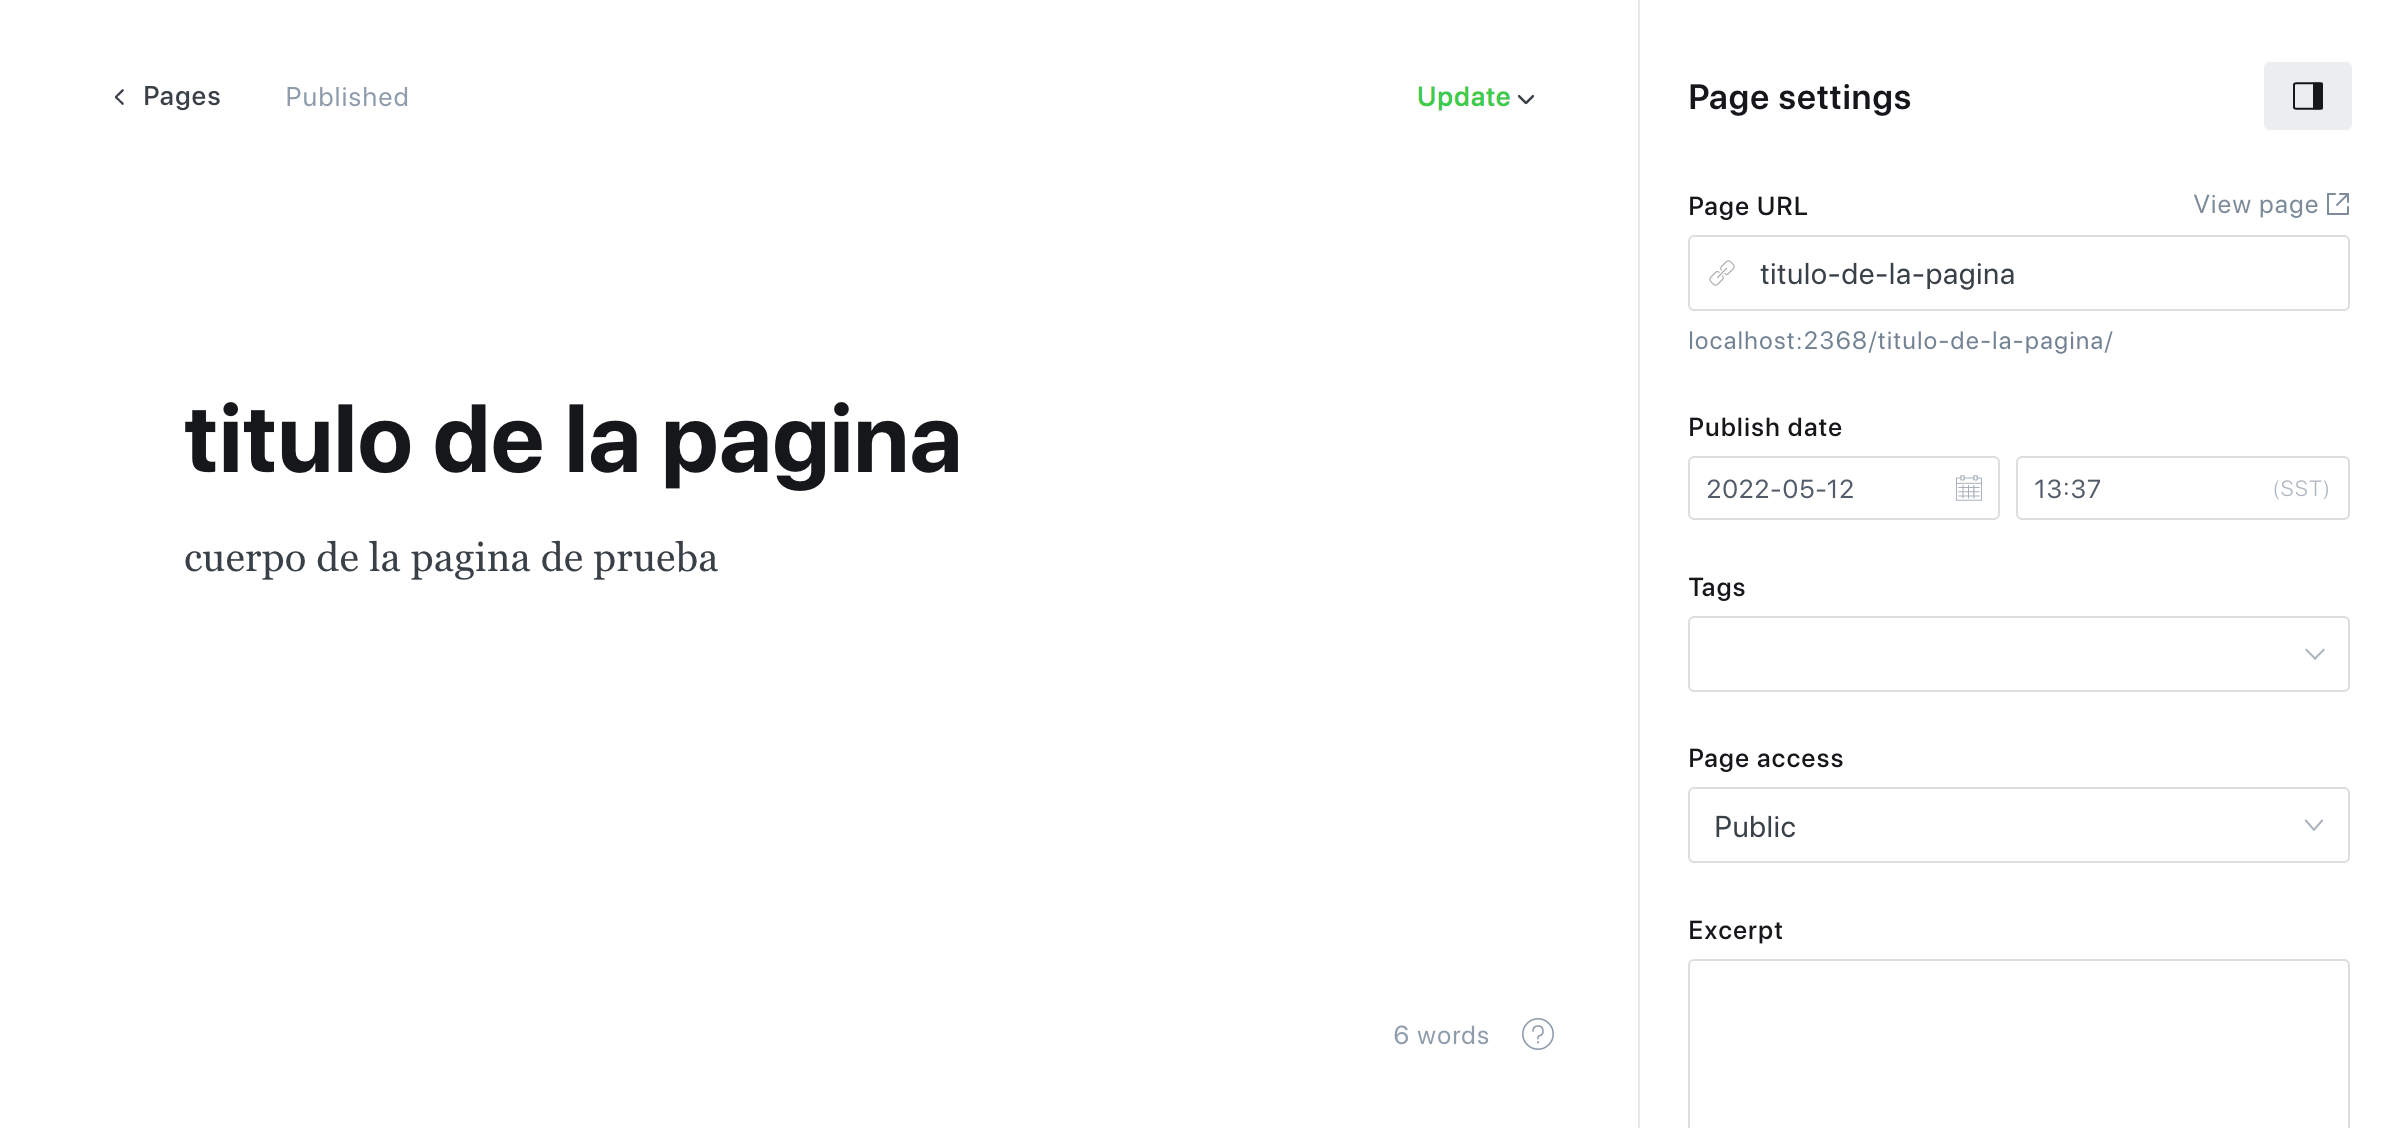 Pages Published Update
titulo de la pagina
cuerpo de la pagina de prueba
6 words
Page settings
Page URL View page
titulo-de-la-pagina
localhost:2368/titulo-de-la-pagina/
Publish date
2022-05-12 13:37 (SST)
Tags
Page access
Public
Excerpt